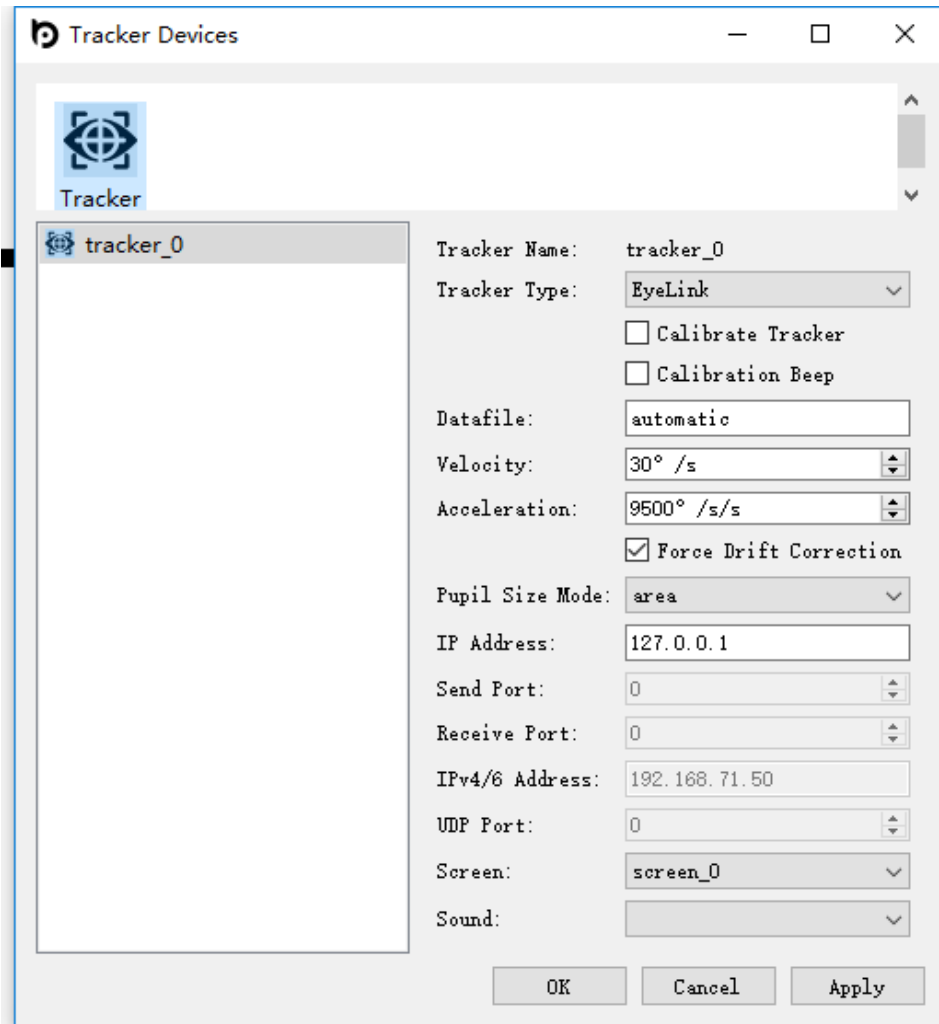 Tracker Devices
Tracker
tracker_0
Tracker Name: tracker_0
Tracker Type: EyeLink
Calibrate Tracker
Calibration Beep
Datafile: automatic
Velocity: 30° /s
Acceleration: 9500° /s/s
Force Drift Correction
Pupil Size Mode: area
IP Address: 127.0.0.1
Send Port: 0
Receive Port: 0
IPv4/6 Address: 192.168.71.50
UDP Port: 0
Screen: screen_0
Sound:
OK Cancel Apply